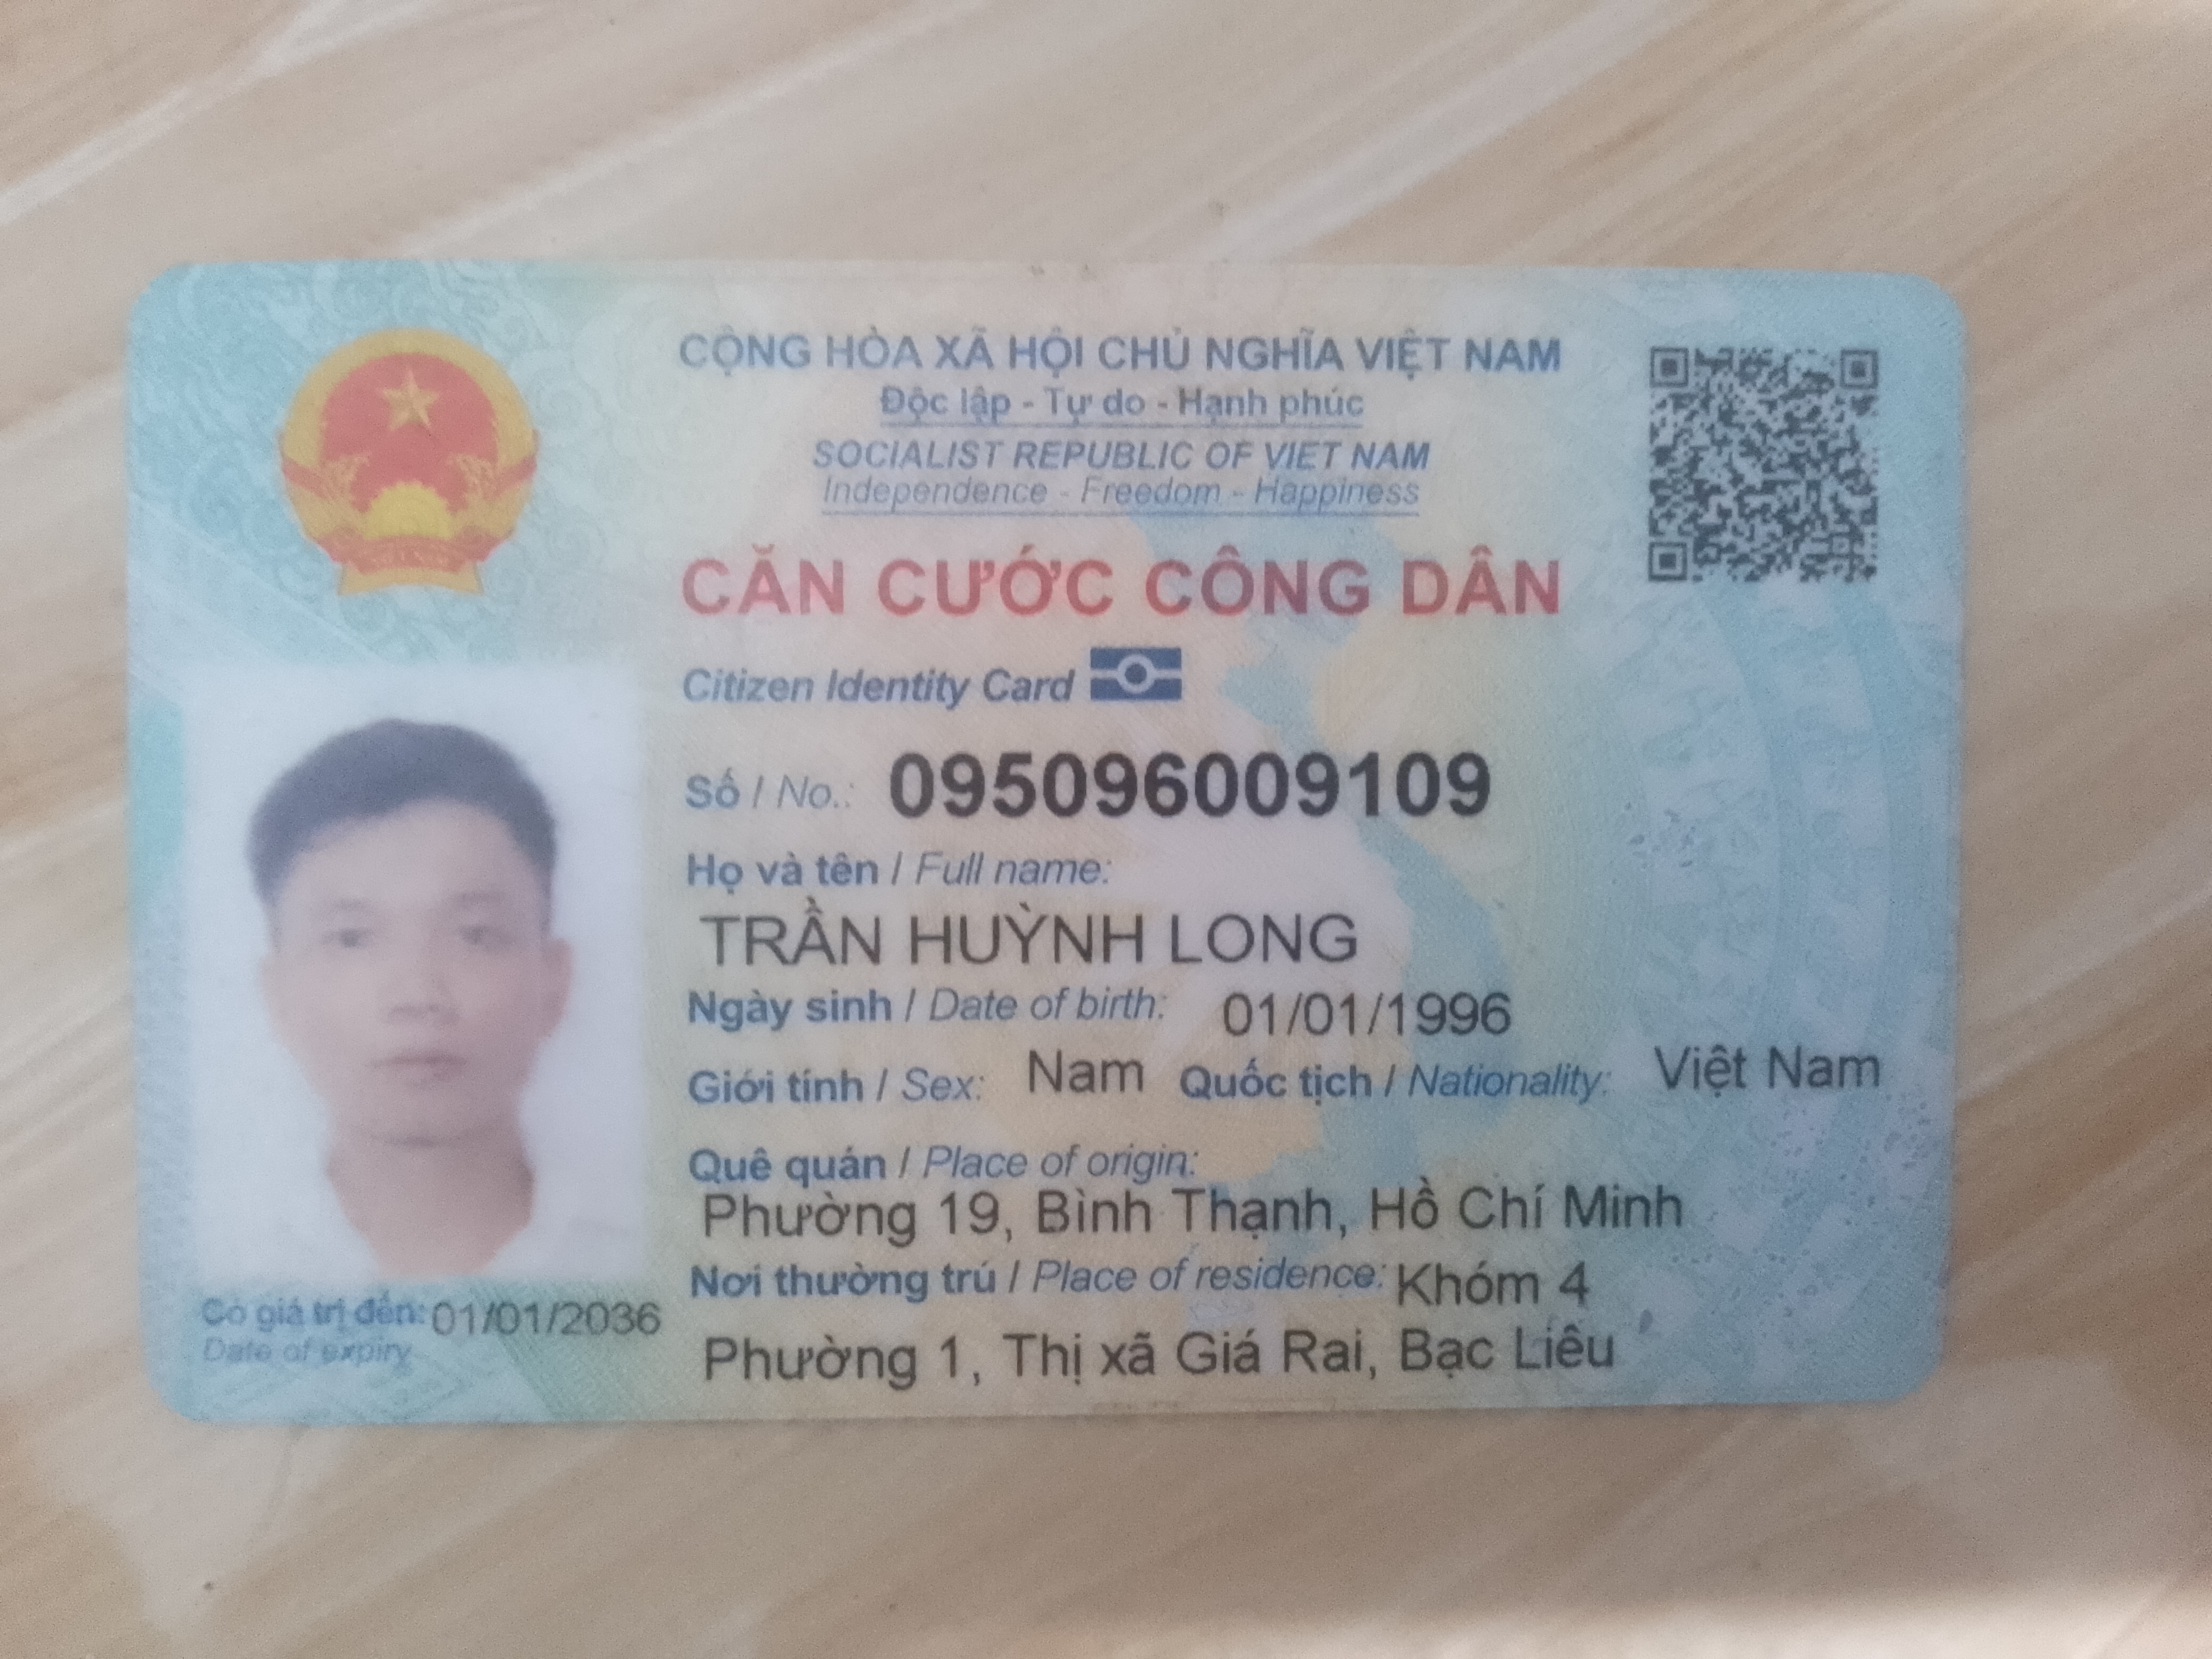 CỘNG HÒA XÃ HỘI CHỦ NGHĨA VIỆT NAM
Độc lập - Tự do - Hạnh phúc
SOCIALIST REPUBLIC OF VIET NAM
Independence - Freedom - Happiness
CĂN CƯỚC CÔNG DÂN
Citizen Identity Card
Số / No.: 095096009109
Họ và tên / Full name:
TRẦN HUỲNH LONG
Ngày sinh / Date of birth: 01/01/1996
Giới tính / Sex: Nam Quốc tịch / Nationality: Việt Nam
Quê quán / Place of origin:
Phường 19, Bình Thạnh, Hồ Chí Minh
Nơi thường trú / Place of residence: Khóm 4
Phường 1, Thị xã Giá Rai, Bạc Liêu
Có giá trị đến: 01/01/2036
Date of expiry